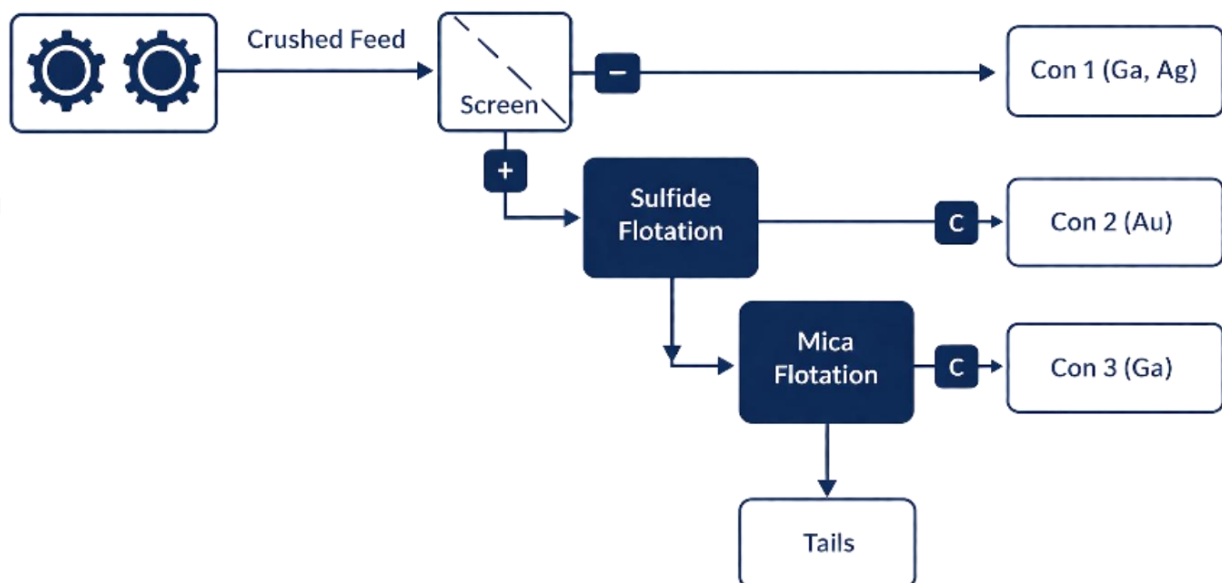 Crushed Feed
Screen
−
Con 1 (Ga, Ag)
+
Sulfide
Flotation
C
Con 2 (Au)
Mica
Flotation
C
Con 3 (Ga)
Tails